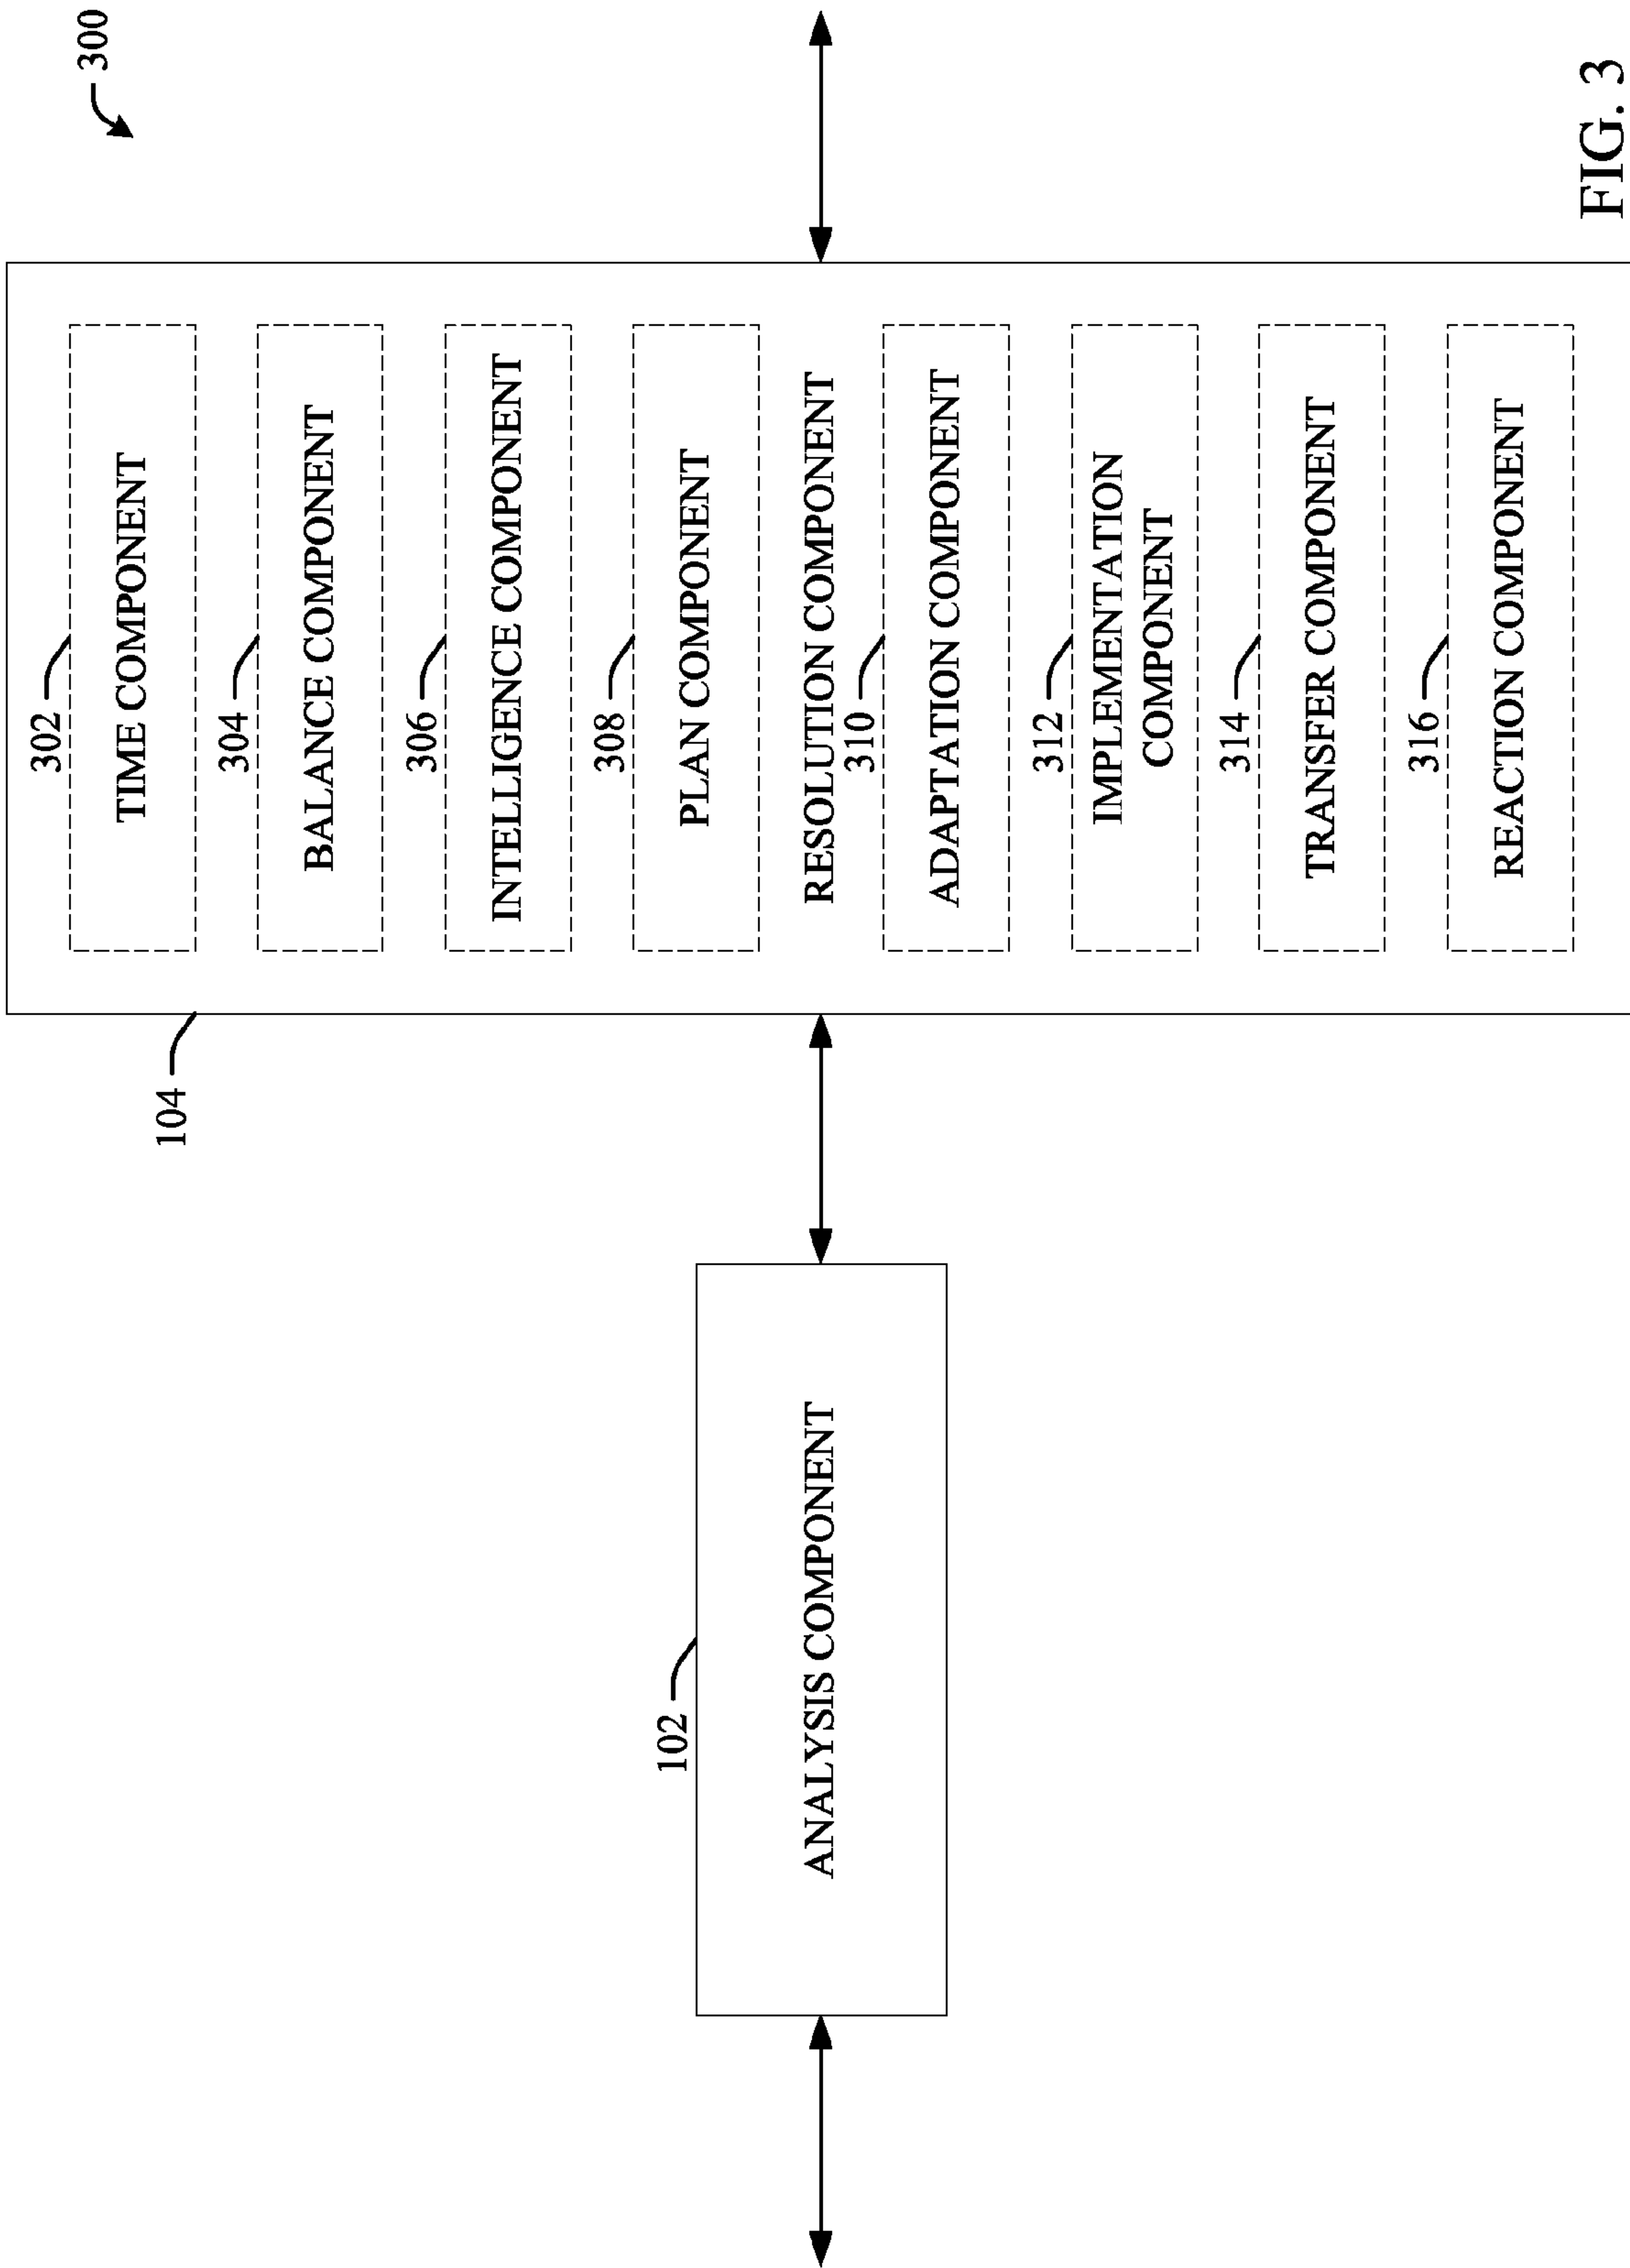 300
104
302
TIME COMPONENT
304
BALANCE COMPONENT
306
INTELLIGENCE COMPONENT
308
PLAN COMPONENT
102
ANALYSIS COMPONENT
RESOLUTION COMPONENT
310
ADAPTATION COMPONENT
312
IMPLEMENTATION
COMPONENT
314
TRANSFER COMPONENT
316
REACTION COMPONENT
FIG. 3